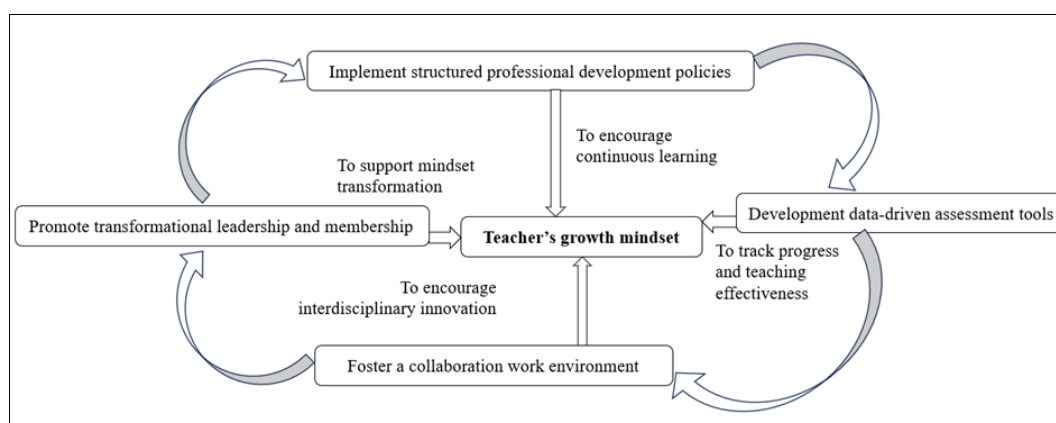 Implement structured professional development policies
To encourage
continuous learning
To support mindset
transformation
Promote transformational leadership and membership
Teacher's growth mindset
Development data-driven assessment tools
To track progress
and teaching
effectiveness
To encourage
interdisciplinary innovation
Foster a collaboration work environment